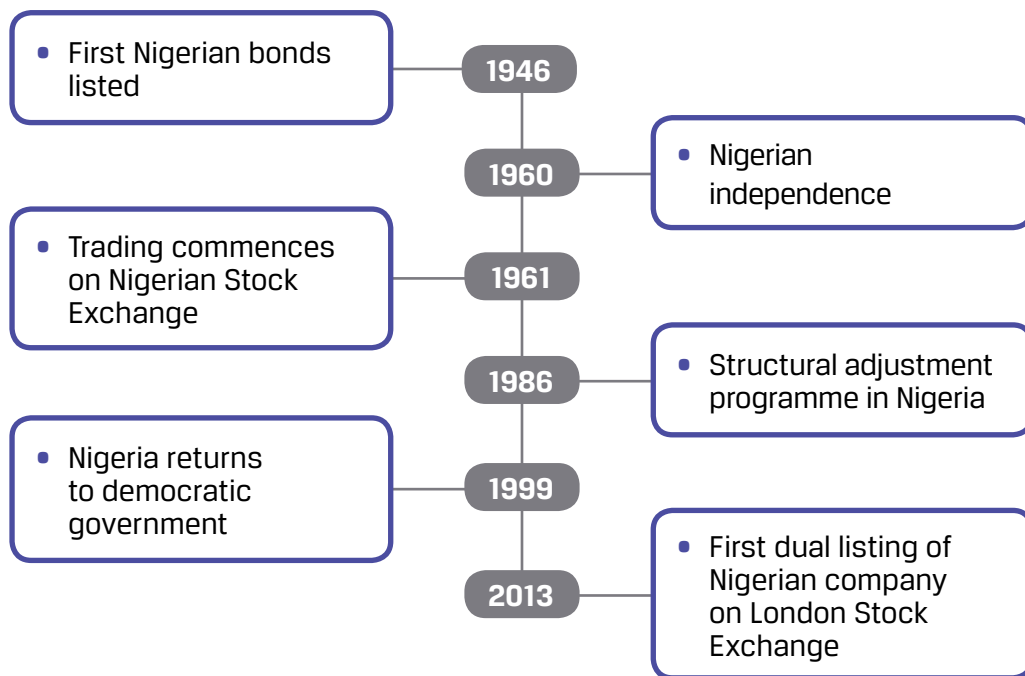 • First Nigerian bonds
listed
1946
1960
• Nigerian
independence
• Trading commences
on Nigerian Stock
Exchange
1961
1986
• Structural adjustment
programme in Nigeria
• Nigeria returns
to democratic
government
1999
2013
• First dual listing of
Nigerian company
on London Stock
Exchange